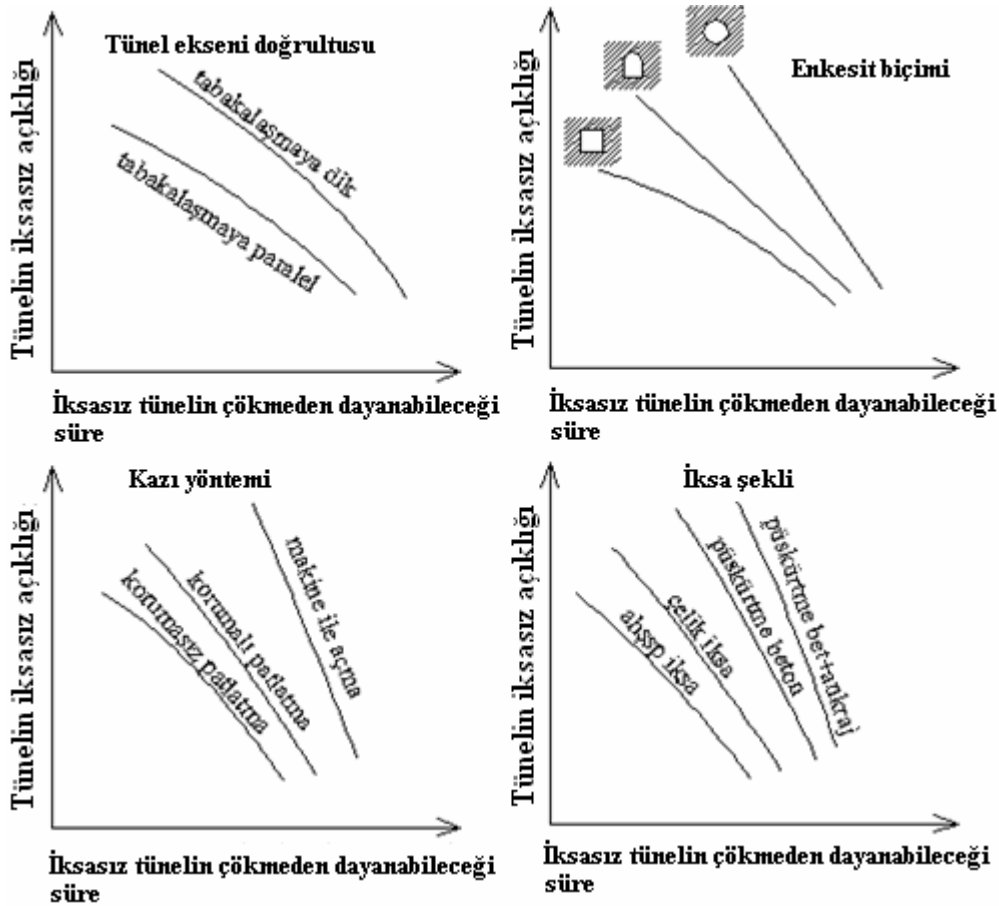 Tünel ekseni doğrultusu
Tünelin iksasız açıklığı
tabakalaşmaya dik
tabakalaşmaya paralel
İksasız tünelin çökmeden dayanabileceği
süre
Enkesit biçimi
Tünelin iksasız açıklığı
İksasız tünelin çökmeden dayanabileceği
süre
Kazı yöntemi
Tünelin iksasız açıklığı
korumasız patlatma
korumalı patlatma
makine ile açma
İksasız tünelin çökmeden dayanabileceği
süre
İksa şekli
Tünelin iksasız açıklığı
ahşap iksa
çelik iksa
püskürtme beton
püskürtme bet+ankraj
İksasız tünelin çökmeden dayanabileceği
süre